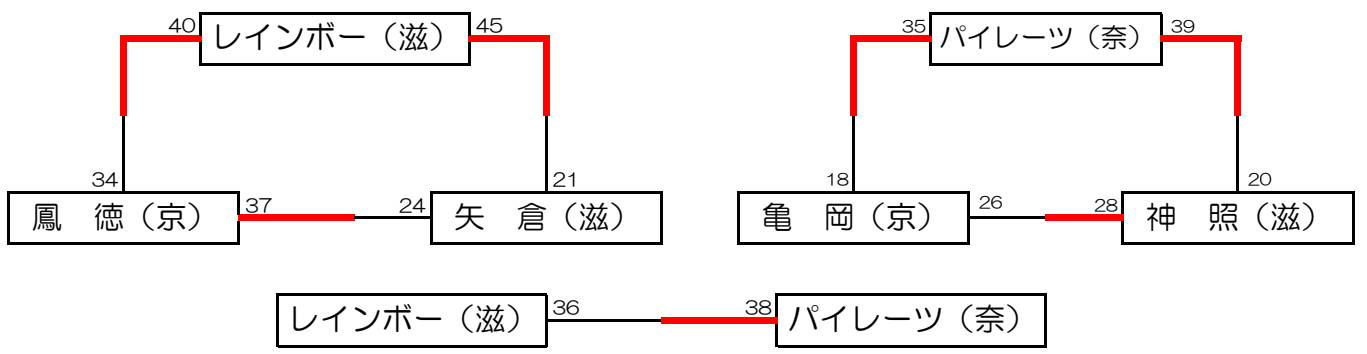 40 レインボー（滋） 45 35 パイレーツ（奈） 39
34 21 18 20
鳳　徳（京） 37 24 矢　倉（滋） 亀　岡（京） 26 28 神　照（滋）
レインボー（滋） 36 38 パイレーツ（奈）